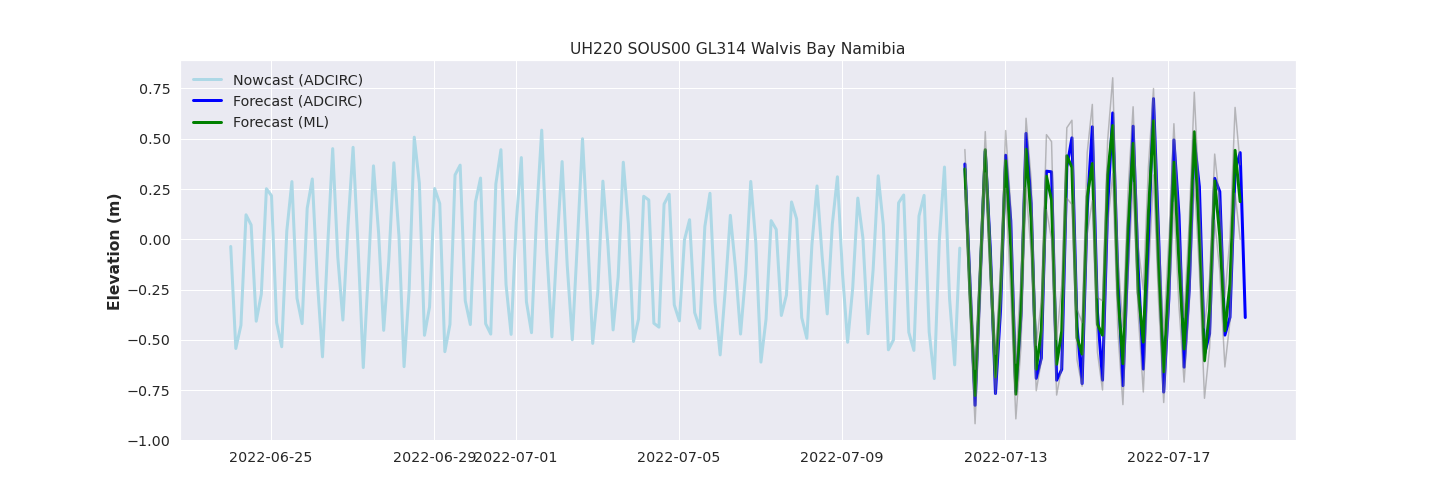 UH220 SOUS00 GL314 Walvis Bay Namibia
Nowcast (ADCIRC)
Forecast (ADCIRC)
Forecast (ML)
Elevation (m)
0.75
0.50
0.25
0.00
−0.25
−0.50
−0.75
−1.00
2022-06-25 2022-06-29 2022-07-01 2022-07-05 2022-07-09 2022-07-13 2022-07-17